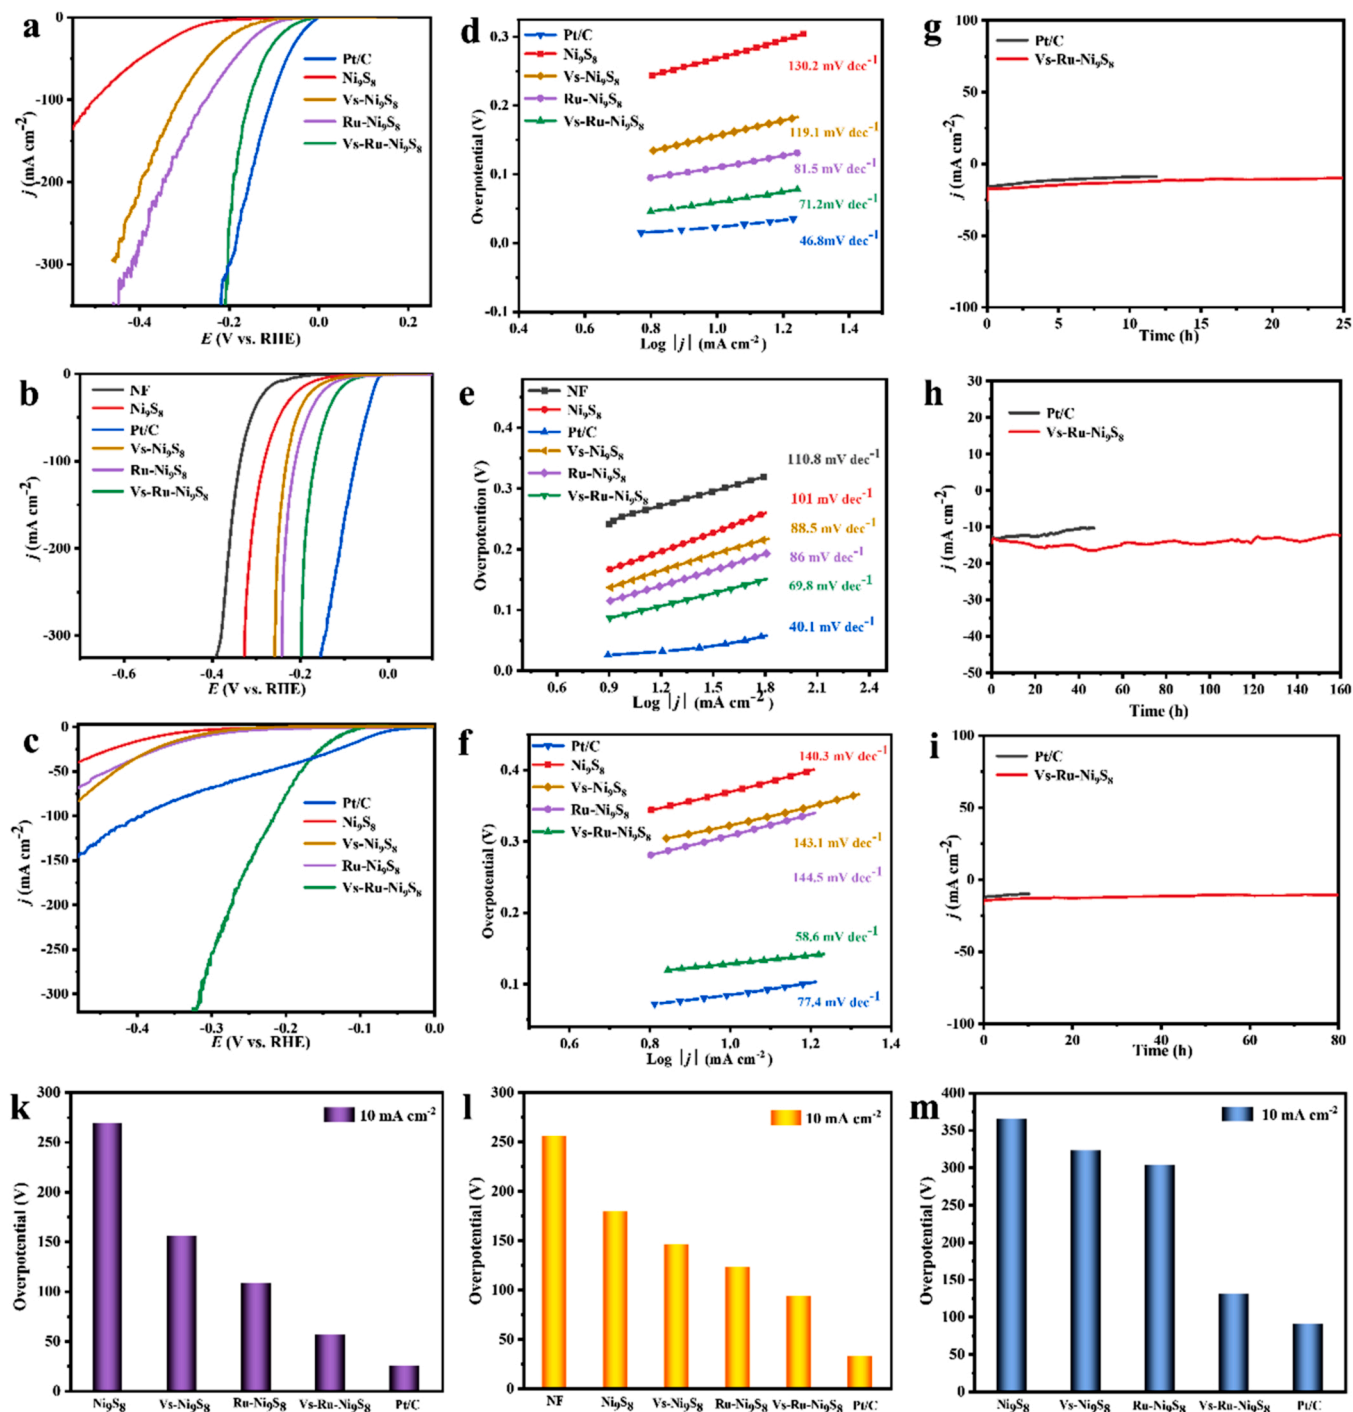 a
0
-100
-200
-300
j (mA cm-2)
Pt/C
Ni9S8
Vs-Ni9S8
Ru-Ni9S8
Vs-Ru-Ni9S8
-0.4 -0.2 0.0 0.2
E (V vs. RHE)
d
0.3
0.2
0.1
0.0
-0.1
Overpotential (V)
Pt/C
Ni9S8
Vs-Ni9S8
Ru-Ni9S8
Vs-Ru-Ni9S8
130.2 mV dec-1
119.1 mV dec-1
81.5 mV dec-1
71.2mV dec-1
46.8mV dec-1
0.4 0.6 0.8 1.0 1.2 1.4
Log |j| (mA cm-2)
g
100
50
0
-50
-100
j (mA cm-2)
Pt/C
Vs-Ru-Ni9S8
0 5 10 15 20 25
Time (h)
b
0
-100
-200
-300
j (mA cm-2)
NF
Ni9S8
Pt/C
Vs-Ni9S8
Ru-Ni9S8
Vs-Ru-Ni9S8
-0.6 -0.4 -0.2 0.0
E (V vs. RHE)
e
0.4
0.3
0.2
0.1
0.0
Overpotention (V)
NF
Ni9S8
Pt/C
Vs-Ni9S8
Ru-Ni9S8
Vs-Ru-Ni9S8
110.8 mV dec-1
101 mV dec-1
88.5 mV dec-1
86 mV dec-1
69.8 mV dec-1
40.1 mV dec-1
0.6 0.9 1.2 1.5 1.8 2.1 2.4
Log |j| (mA cm-2)
h
30
20
10
0
-10
-20
-30
-40
-50
j (mA cm-2)
Pt/C
Vs-Ru-Ni9S8
0 20 40 60 80 100 120 140 160
Time (h)
c
0
-50
-100
-150
-200
-250
-300
j (mA cm-2)
Pt/C
Ni9S8
Vs-Ni9S8
Ru-Ni9S8
Vs-Ru-Ni9S8
-0.4 -0.3 -0.2 -0.1 0.0
E (V vs. RHE)
f
0.4
0.3
0.2
0.1
Overpotential (V)
Pt/C
Ni9S8
Vs-Ni9S8
Ru-Ni9S8
Vs-Ru-Ni9S8
140.3 mV dec-1
143.1 mV dec-1
144.5 mV dec-1
58.6 mV dec-1
77.4 mV dec-1
0.6 0.8 1.0 1.2 1.4
Log |j| (mA cm-2)
i
100
50
0
-50
-100
j (mA cm-2)
Pt/C
Vs-Ru-Ni9S8
0 20 40 60 80
Time (h)
k
300
250
200
150
100
50
0
Overpotential (V)
10 mA cm-2
Ni9S8 Vs-Ni9S8 Ru-Ni9S8 Vs-Ru-Ni9S8 Pt/C
l
300
250
200
150
100
50
0
Overpotential (V)
10 mA cm-2
NF Ni9S8 Vs-Ni9S8 Ru-Ni9S8 Vs-Ru-Ni9S8 Pt/C
m
400
350
300
250
200
150
100
50
0
Overpotential (V)
10 mA cm-2
Ni9S8 Vs-Ni9S8 Ru-Ni9S8 Vs-Ru-Ni9S8 Pt/C